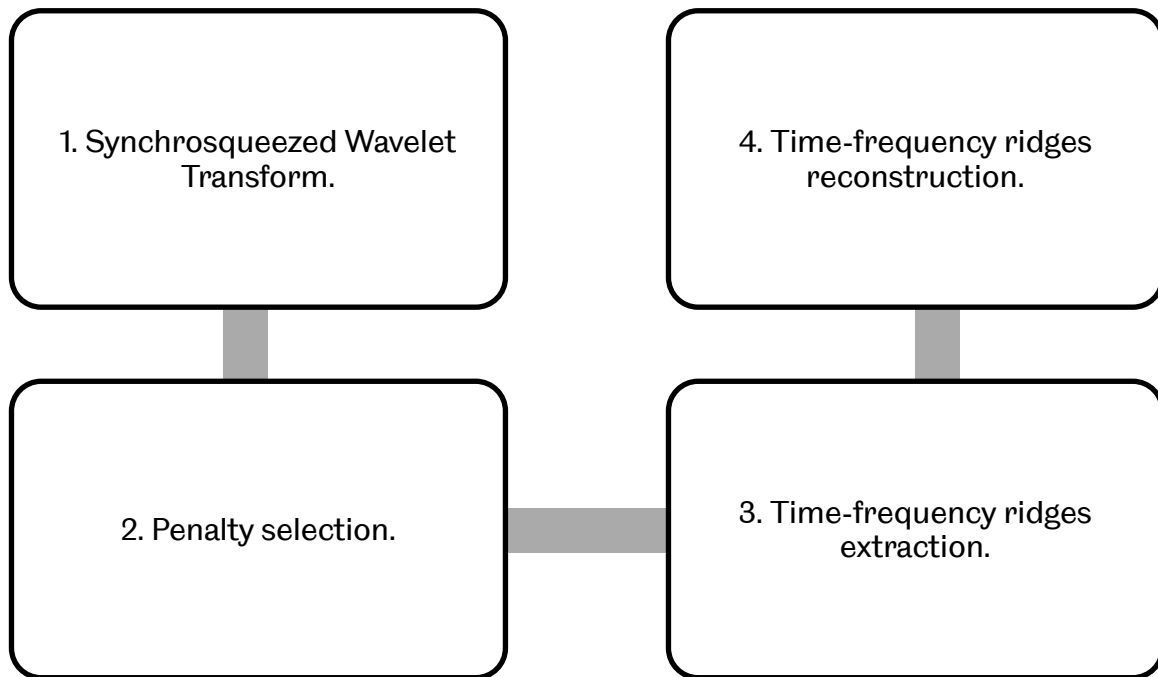 1. Synchrosqueezed Wavelet
Transform.
2. Penalty selection.
3. Time-frequency ridges
extraction.
4. Time-frequency ridges
reconstruction.